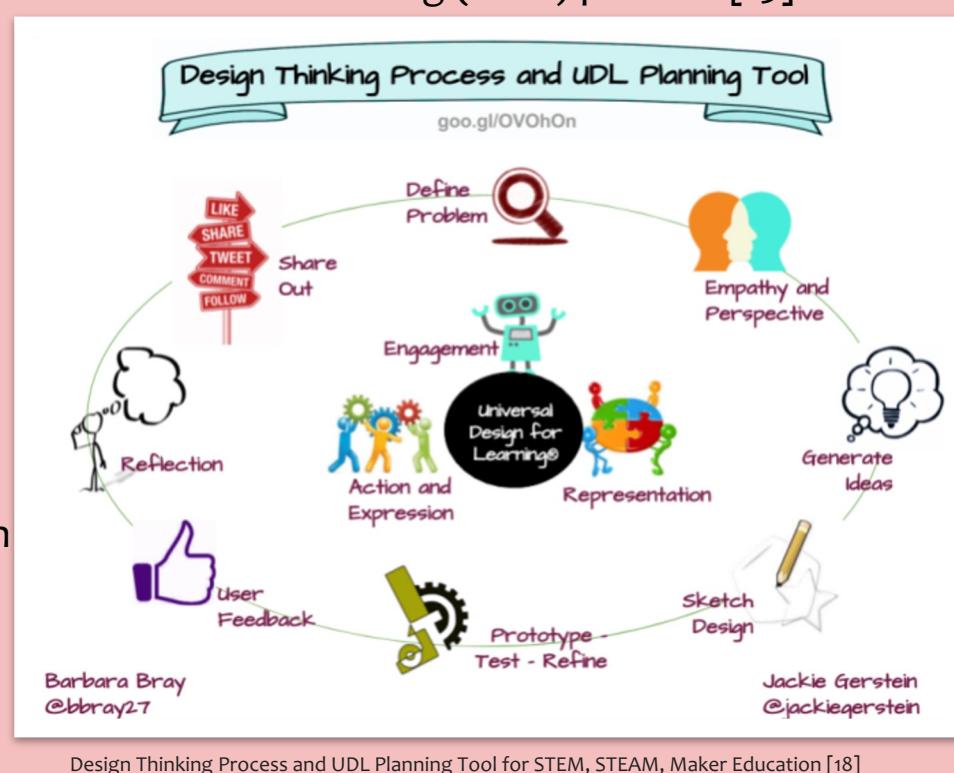 Design Thinking Process and UDL Planning Tool
goo.gl/OVOhOn
Define
Problem
LIKE
SHARE
TWEET
COMMENT
FOLLOW
Share
Out
Empathy and
Perspective
Engagement
Universal
Design for
Learning®
Reflection
Action and
Expression
Representation
Generate
Ideas
User
Feedback
Sketch
Design
Prototype -
Test - Refine
Barbara Bray
@bbray27
Jackie Gerstein
@jackiegerstein
Design Thinking Process and UDL Planning Tool for STEM, STEAM, Maker Education [18]